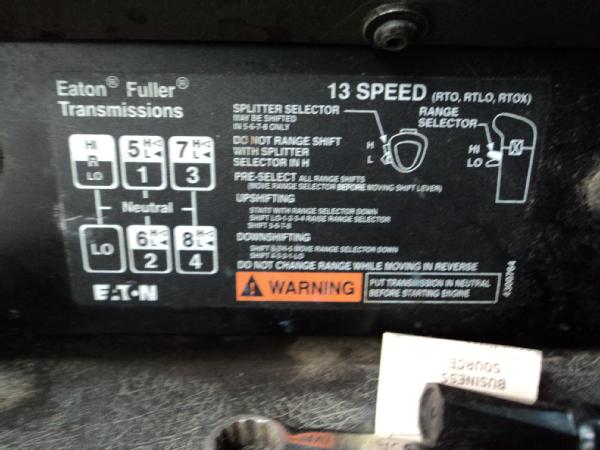 Eaton® Fuller®
Transmissions
13 SPEED (RTO, RTLO, RTOX)
SPLITTER SELECTOR
MAY BE SHIFTED
IN 5-6-7-8 ONLY
RANGE
SELECTOR
DO NOT RANGE SHIFT
WITH SPLITTER
SELECTOR IN H
H
L
HI
LO
X
PRE-SELECT ALL RANGE SHIFTS
(MOVE RANGE SELECTOR BEFORE MOVING SHIFT LEVER)
UPSHIFTING
START WITH RANGE SELECTOR DOWN
SHIFT LO-1-2-3-4 RAISE RANGE SELECTOR
SHIFT 5-6-7-8
DOWNSHIFTING
SHIFT 8-7-6-5 MOVE RANGE SELECTOR DOWN
SHIFT 4-3-2-1-LO
DO NOT CHANGE RANGE WHILE MOVING IN REVERSE
HI
R
LO
5 H L
1
7 H L
3
Neutral
LO
6 H L
2
8 H L
4
EATON
WARNING
PUT TRANSMISSION IN NEUTRAL
BEFORE STARTING ENGINE
BUSINESS
SOURCE